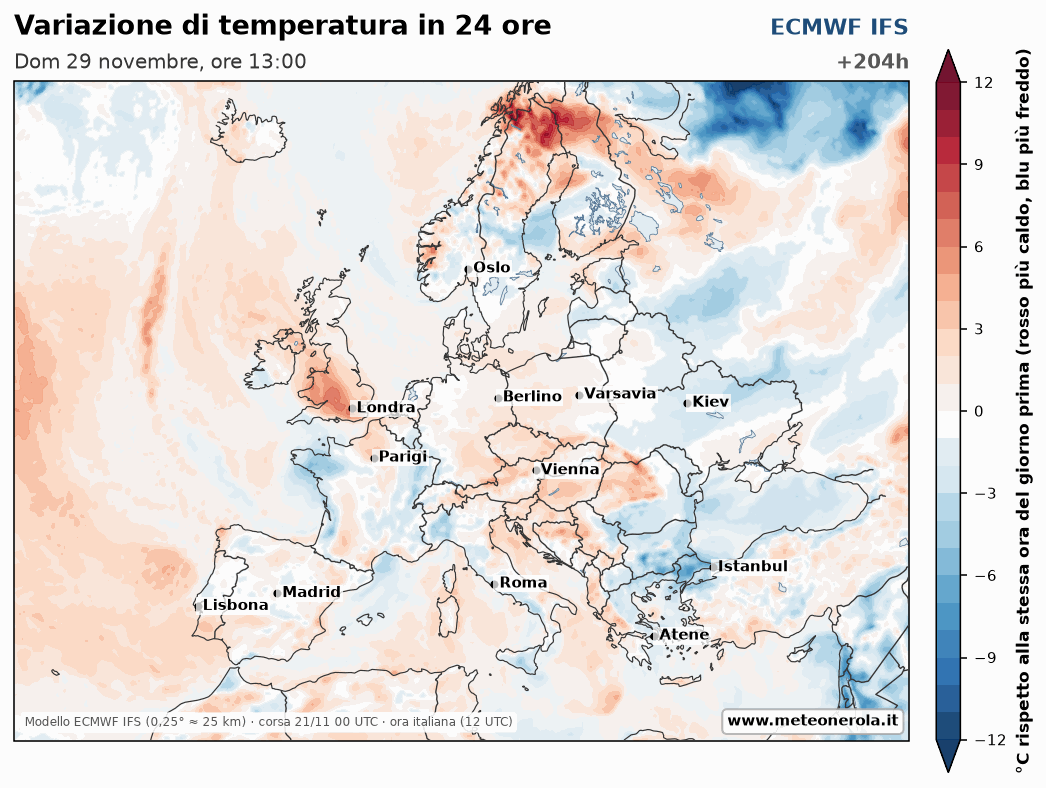 Variazione di temperatura in 24 ore
ECMWF IFS
Dom 29 novembre, ore 13:00
+204h
Oslo
Londra
Berlino
Varsavia
Kiev
Parigi
Vienna
Madrid
Lisbona
Roma
Istanbul
Atene
Modello ECMWF IFS (0,25° ≈ 25 km) · corsa 21/11 00 UTC · ora italiana (12 UTC)
www.meteonerola.it
12
9
6
3
0
−3
−6
−9
−12
°C rispetto alla stessa ora del giorno prima (rosso più caldo, blu più freddo)